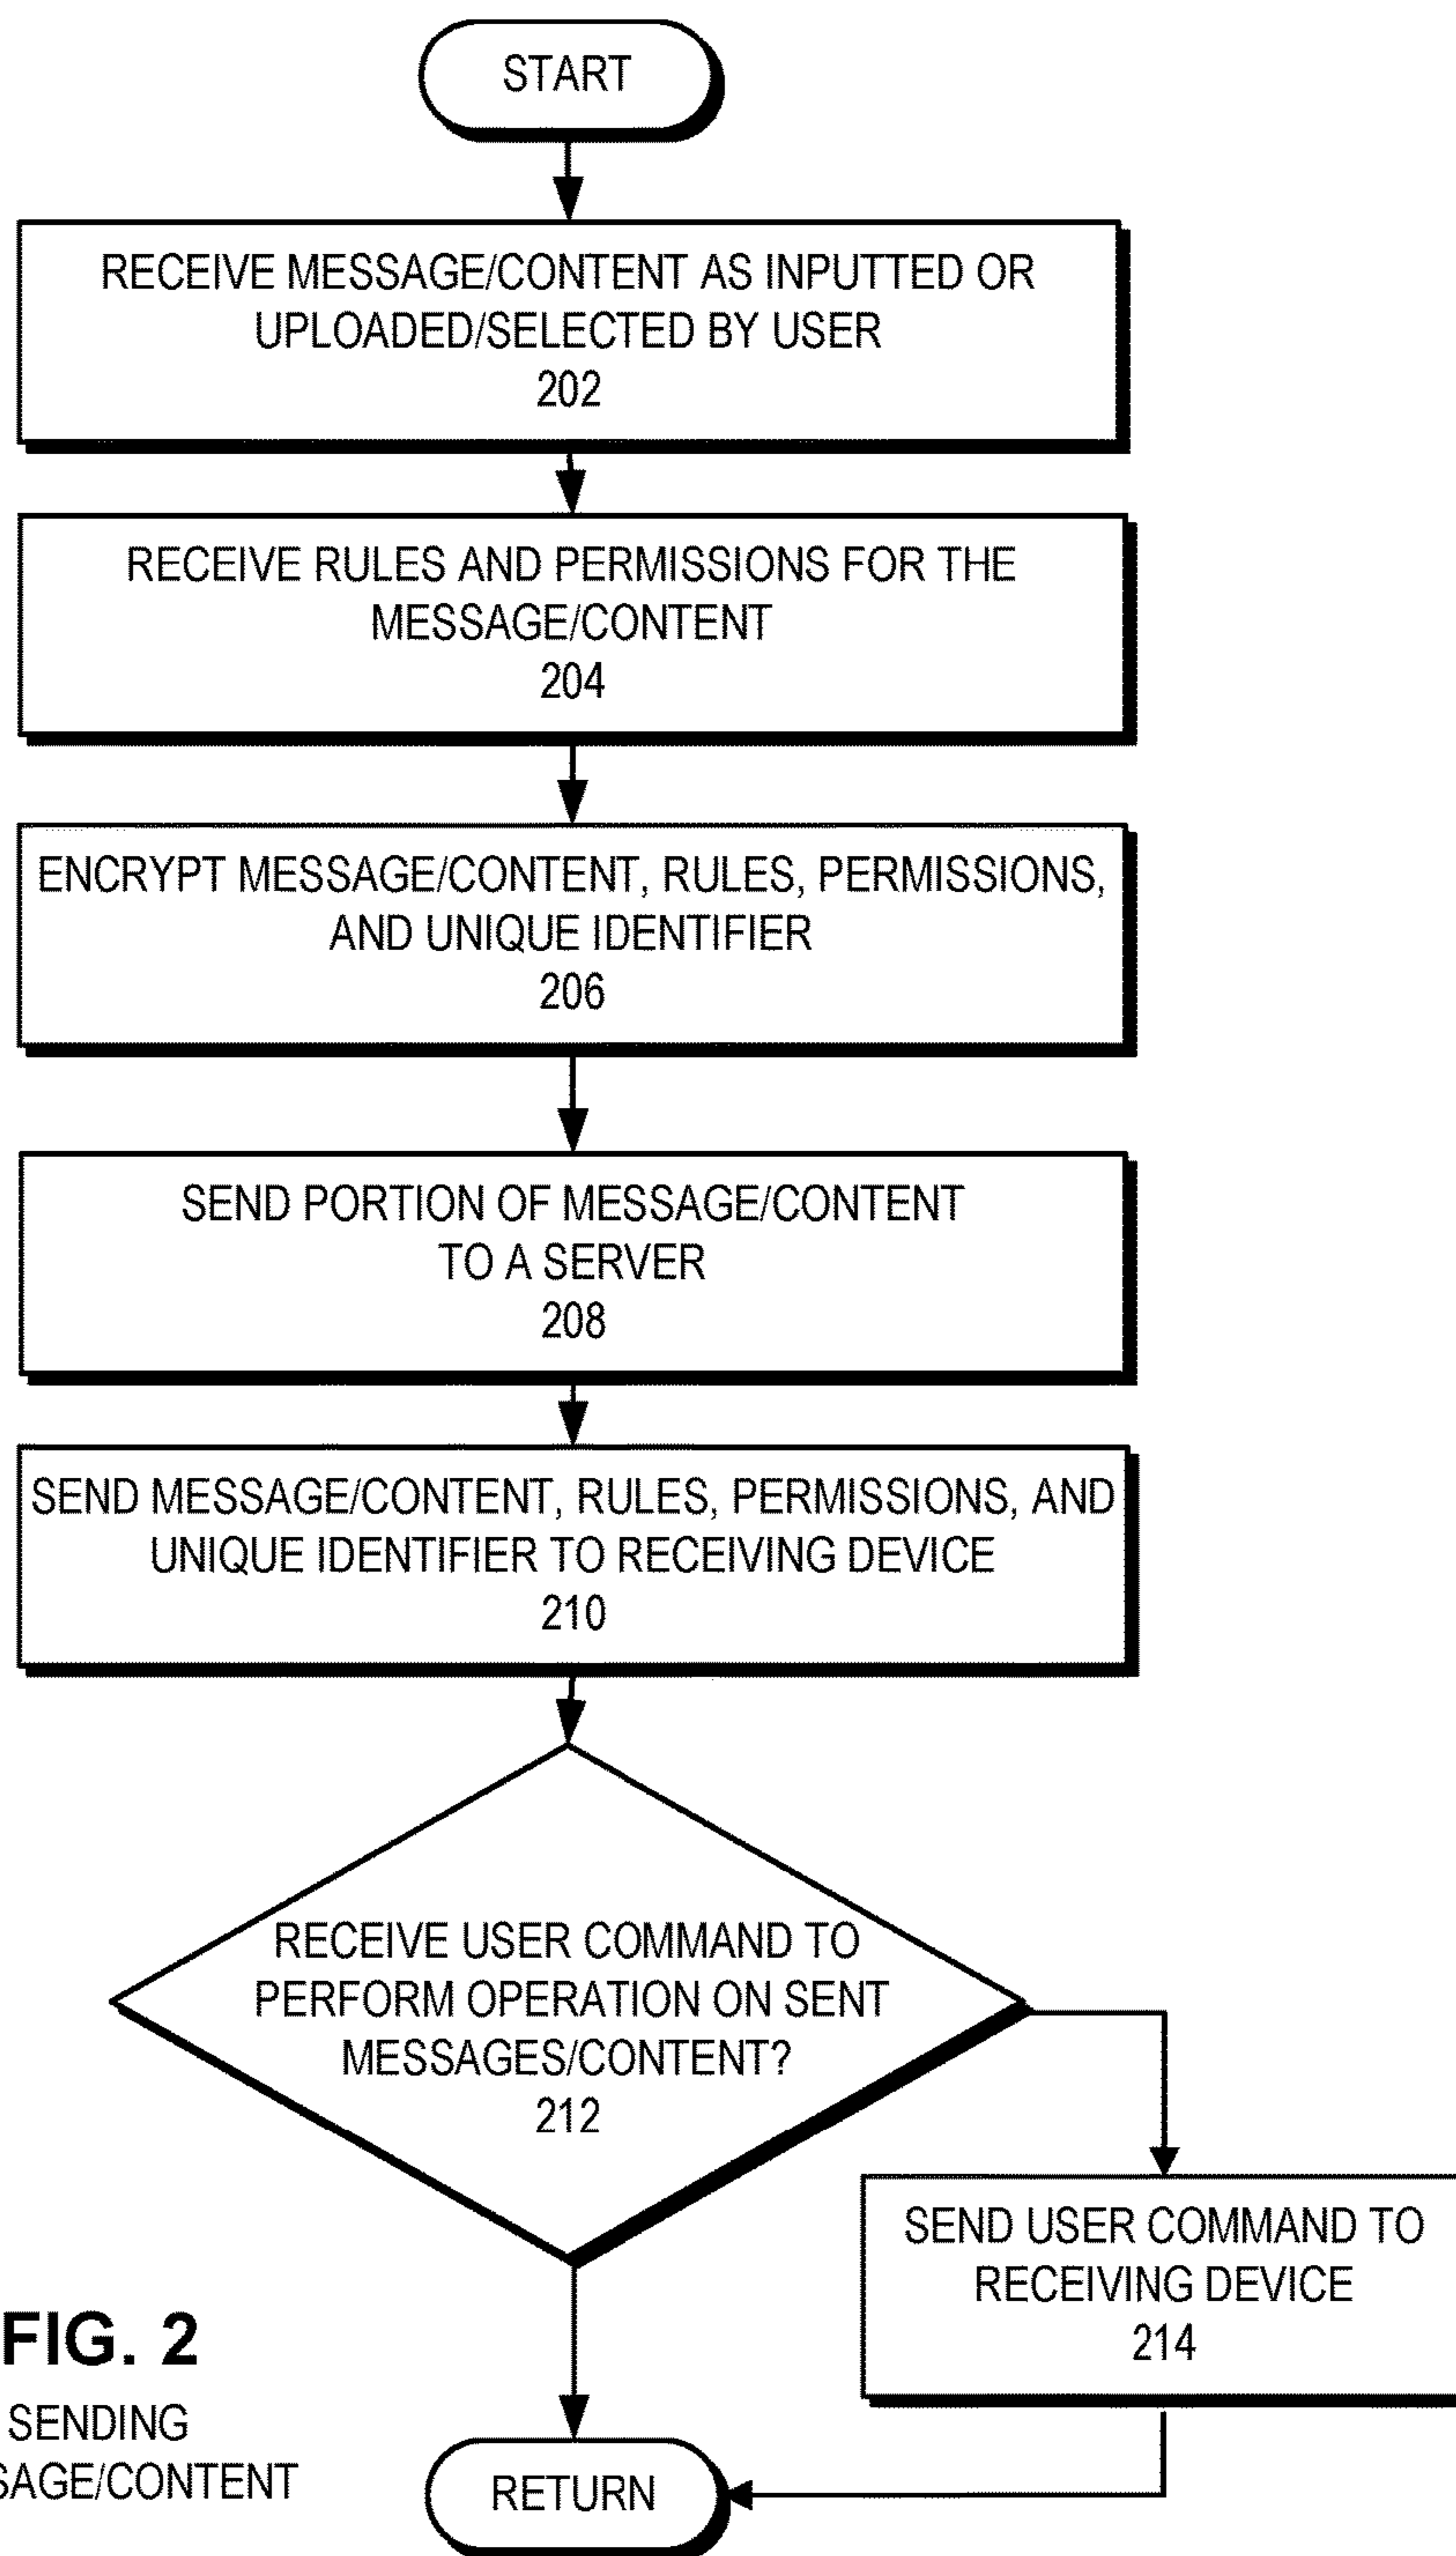 START
RECEIVE MESSAGE/CONTENT AS INPUTTED OR
UPLOADED/SELECTED BY USER
202
RECEIVE RULES AND PERMISSIONS FOR THE
MESSAGE/CONTENT
204
ENCRYPT MESSAGE/CONTENT, RULES, PERMISSIONS,
AND UNIQUE IDENTIFIER
206
SEND PORTION OF MESSAGE/CONTENT
TO A SERVER
208
SEND MESSAGE/CONTENT, RULES, PERMISSIONS, AND
UNIQUE IDENTIFIER TO RECEIVING DEVICE
210
RECEIVE USER COMMAND TO
PERFORM OPERATION ON SENT
MESSAGES/CONTENT?
212
SEND USER COMMAND TO
RECEIVING DEVICE
214
RETURN
FIG. 2
SENDING
SAGE/CONTENT